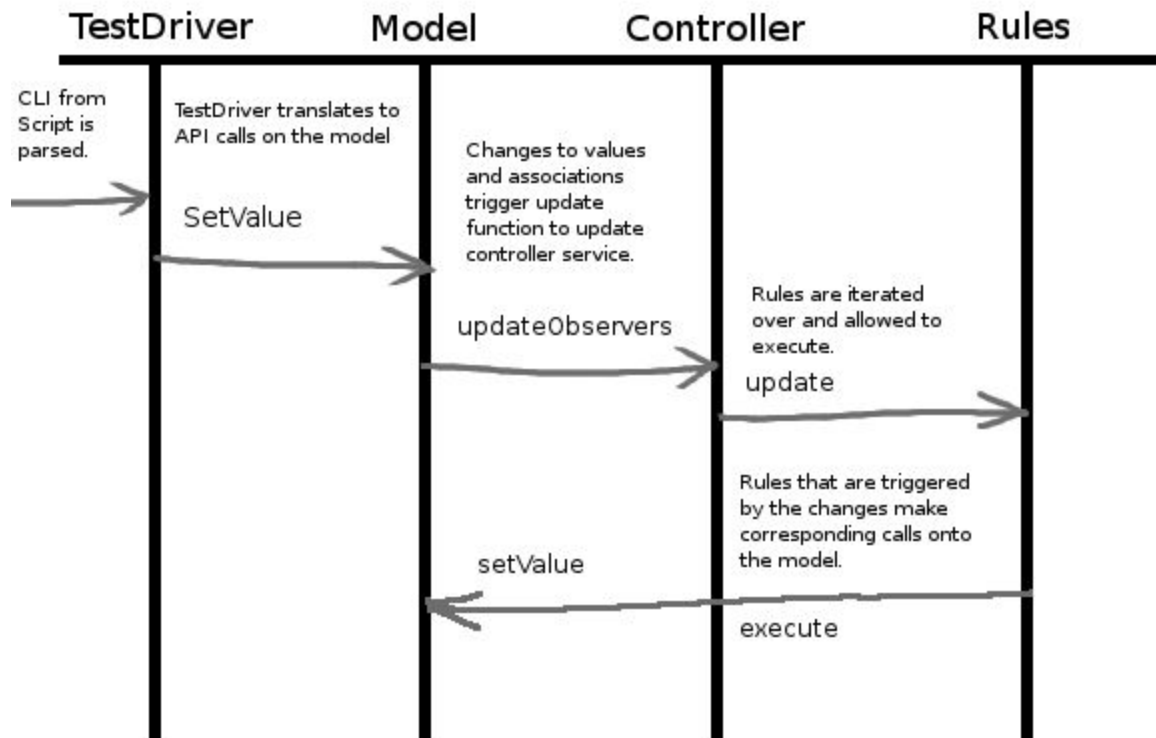 TestDriver Model Controller Rules
CLI from
Script is
parsed.
TestDriver translates to
API calls on the model
SetValue
Changes to values
and associations
trigger update
function to update
controller service.
updateObservers
Rules are iterated
over and allowed to
execute.
update
Rules that are triggered
by the changes make
corresponding calls onto
the model.
setValue
execute